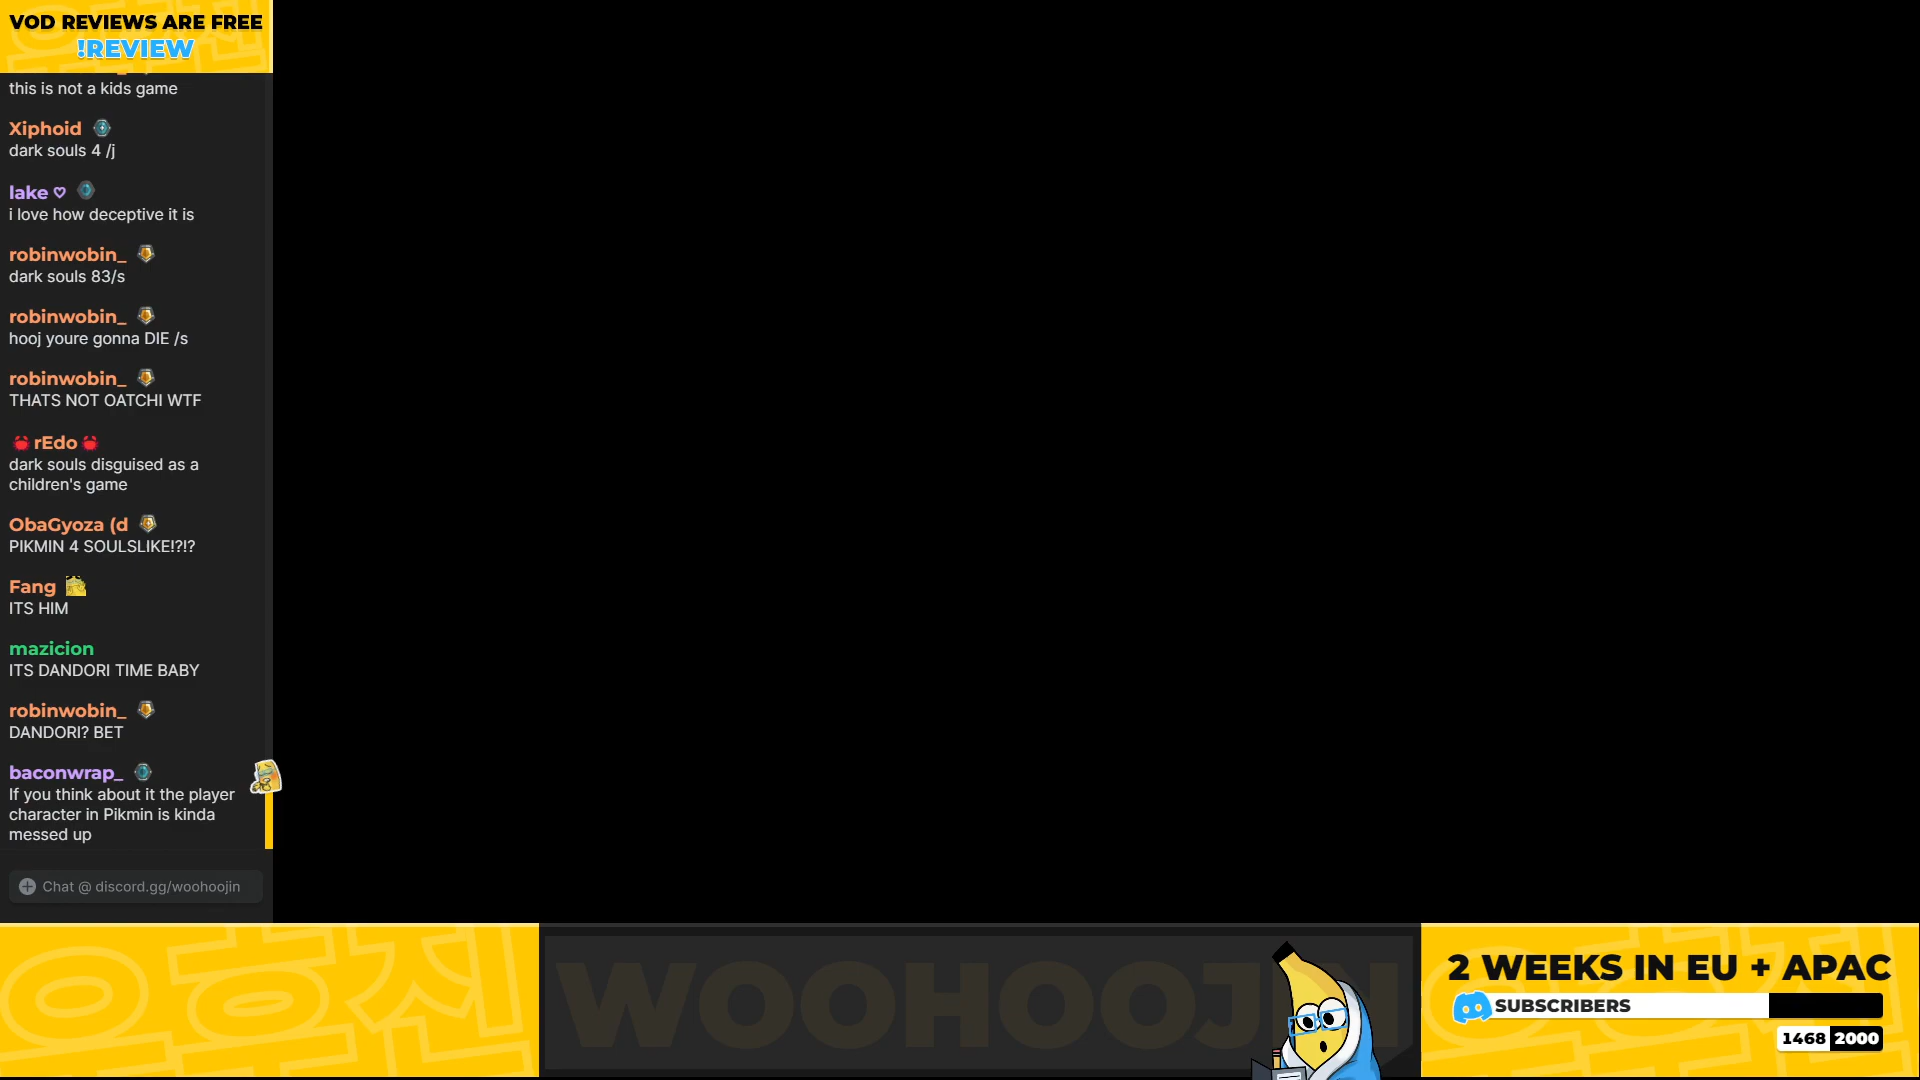 VOD REVIEWS ARE FREE
!REVIEW
this is not a kids game
Xiphoid
dark souls 4 /j
lake ♡
i love how deceptive it is
robinwobin_
dark souls 83/s
robinwobin_
hooj youre gonna DIE /s
robinwobin_
THATS NOT OATCHI WTF
rEdo
dark souls disguised as a
children's game
ObaGyoza (d
PIKMIN 4 SOULSLIKE!?!?
Fang
ITS HIM
mazicion
ITS DANDORI TIME BABY
robinwobin_
DANDORI? BET
baconwrap_
If you think about it the player
character in Pikmin is kinda
messed up
Chat @ discord.gg/woohoojin
우후진
WOOHOOJIN
2 WEEKS IN EU + APAC
SUBSCRIBERS
1468 2000